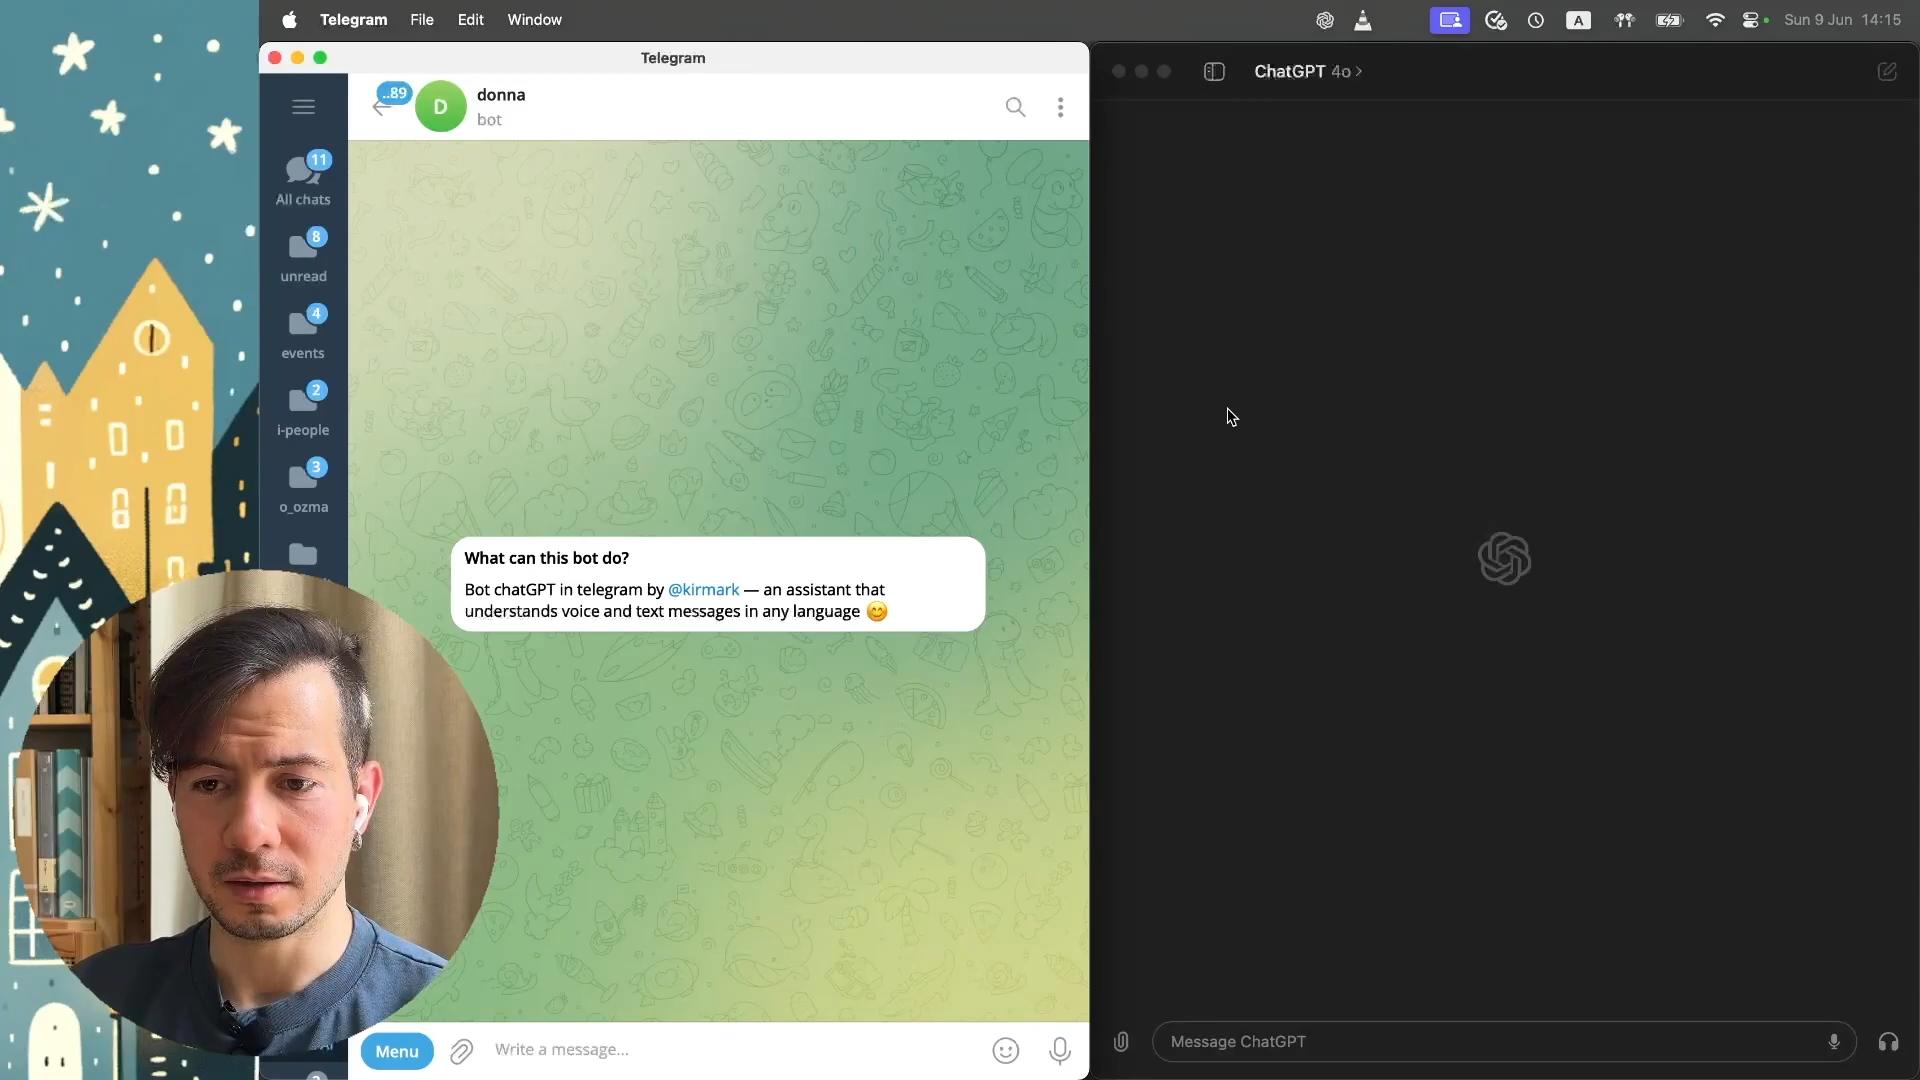 Telegram File Edit Window
A
Sun 9 Jun 14:15
Telegram
ChatGPT 4o >
..89
D
donna
bot
11
All chats
8
unread
4
events
2
i-people
3
o_ozma
What can this bot do?
Bot chatGPT in telegram by @kirmark — an assistant that
understands voice and text messages in any language 😊
Menu
Write a message...
Message ChatGPT